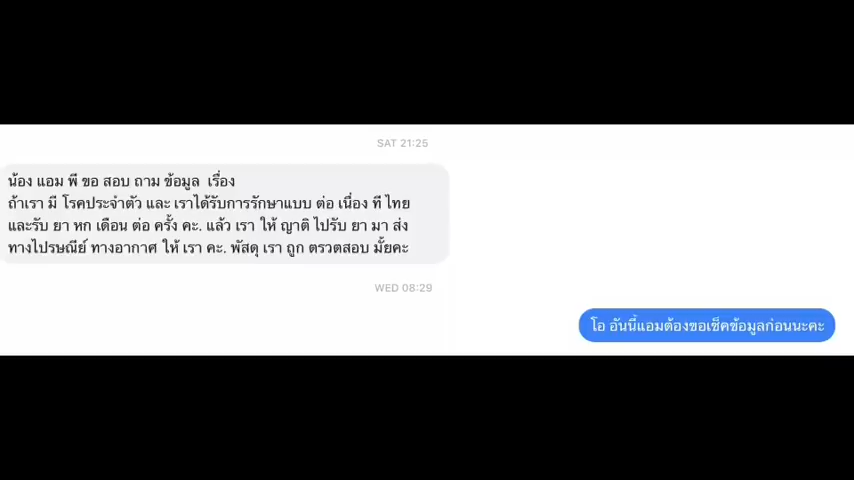 SAT 21:25
น้อง แอม พี ขอ สอบ ถาม ข้อมูล เรื่อง
ถ้าเรา มี โรคประจำตัว และ เราได้รับการรักษาแบบ ต่อ เนื่อง ที ไทย
และรับ ยา หก เดือน ต่อ ครั้ง คะ. แล้ว เรา ให้ ญาติ ไปรับ ยา มา ส่ง
ทางไปรษณีย์ ทางอากาศ ให้ เรา คะ. พัสดุ เรา ถูก ตรวตสอบ มั้ยคะ
WED 08:29
โอ อันนี้แอมต้องขอเช็คข้อมูลก่อนนะคะ